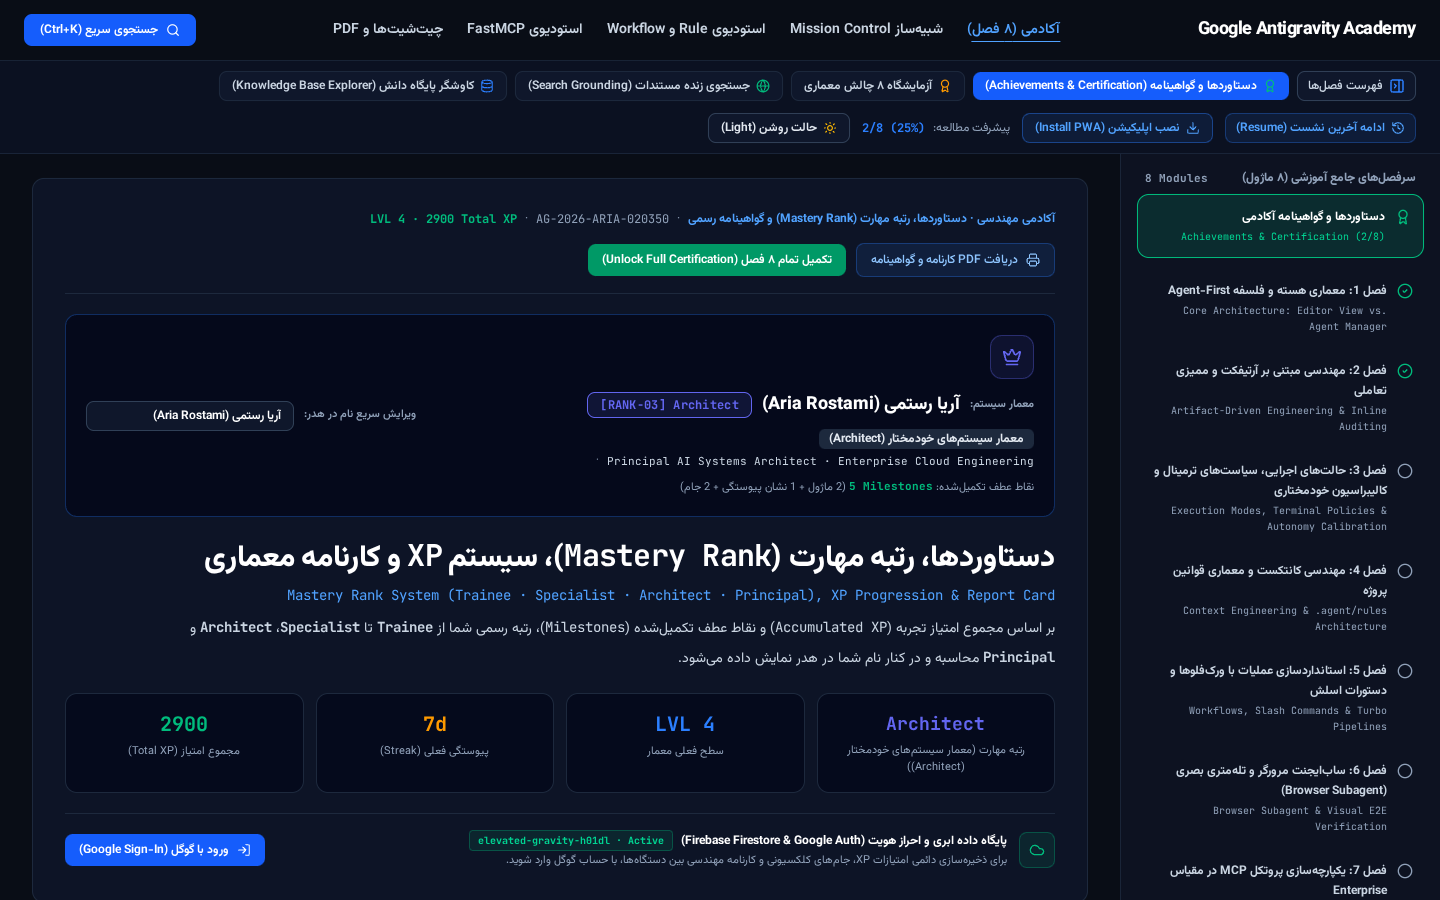 Google Antigravity Academy
آکادمی (۸ فصل)
شبیه‌ساز Mission Control
استودیوی Rule و Workflow
استودیوی FastMCP
چیت‌شیت‌ها و PDF
جستجوی سریع (Ctrl+K)
فهرست فصل‌ها
دستاوردها و گواهینامه (Achievements & Certification)
آزمایشگاه ۸ چالش معماری
جستجوی زنده مستندات (Search Grounding)
کاوشگر پایگاه دانش (Knowledge Base Explorer)
ادامه آخرین نشست (Resume)
نصب اپلیکیشن (Install PWA)
پیشرفت مطالعه: 2/8 (25%)
حالت روشن (Light)
سرفصل‌های جامع آموزشی (۸ ماژول)
8 Modules
دستاوردها و گواهینامه آکادمی
Achievements & Certification (2/8)
فصل 1: معماری هسته و فلسفه Agent-First
Core Architecture: Editor View vs.
Agent Manager
فصل 2: مهندسی مبتنی بر آرتیفکت و ممیزی
تعاملی
Artifact-Driven Engineering & Inline
Auditing
فصل 3: حالت‌های اجرایی، سیاست‌های ترمینال و
کالیبراسیون خودمختاری
Execution Modes, Terminal Policies &
Autonomy Calibration
فصل 4: مهندسی کانتکست و معماری قوانین
پروژه
Context Engineering & .agent/rules
Architecture
فصل 5: استانداردسازی عملیات با ورک‌فلوها و
دستورات اسلش
Workflows, Slash Commands & Turbo
Pipelines
فصل 6: ساب‌ایجنت مرورگر و تله‌متری بصری
(Browser Subagent)
Browser Subagent & Visual E2E
Verification
فصل 7: یکپارچه‌سازی پروتکل MCP در مقیاس
Enterprise
آکادمی مهندسی · دستاوردها، رتبه مهارت (Mastery Rank) و گواهینامه رسمی · AG-2026-ARIA-020350 · LVL 4 · 2900 Total XP
دریافت PDF کارنامه و گواهینامه
تکمیل تمام ۸ فصل (Unlock Full Certification)
معمار سیستم: آریا رستمی (Aria Rostami) [RANK-03] Architect
ویرایش سریع نام در هدر: آریا رستمی (Aria Rostami)
معمار سیستم‌های خودمختار (Architect)
Principal AI Systems Architect · Enterprise Cloud Engineering ·
نقاط عطف تکمیل‌شده: 5 Milestones (2 ماژول + 1 نشان پیوستگی + 2 جام)
دستاوردها، رتبه مهارت (Mastery Rank)، سیستم XP و کارنامه معماری
Mastery Rank System (Trainee · Specialist · Architect · Principal), XP Progression & Report Card
بر اساس مجموع امتیاز تجربه (Accumulated XP) و نقاط عطف تکمیل‌شده (Milestones)، رتبه رسمی شما از Trainee تا Specialist، Architect و
Principal محاسبه و در کنار نام شما در هدر نمایش داده می‌شود.
Architect
رتبه مهارت (معمار سیستم‌های خودمختار
(Architect))
LVL 4
سطح فعلی معمار
7d
پیوستگی فعلی (Streak)
2900
مجموع امتیاز (Total XP)
پایگاه داده ابری و احراز هویت (Firebase Firestore & Google Auth) elevated-gravity-h01dl · Active
برای ذخیره‌سازی دائمی امتیازات XP، جام‌های کلکسیونی و کارنامه مهندسی بین دستگاه‌ها، با حساب گوگل وارد شوید.
ورود با گوگل (Google Sign-In)